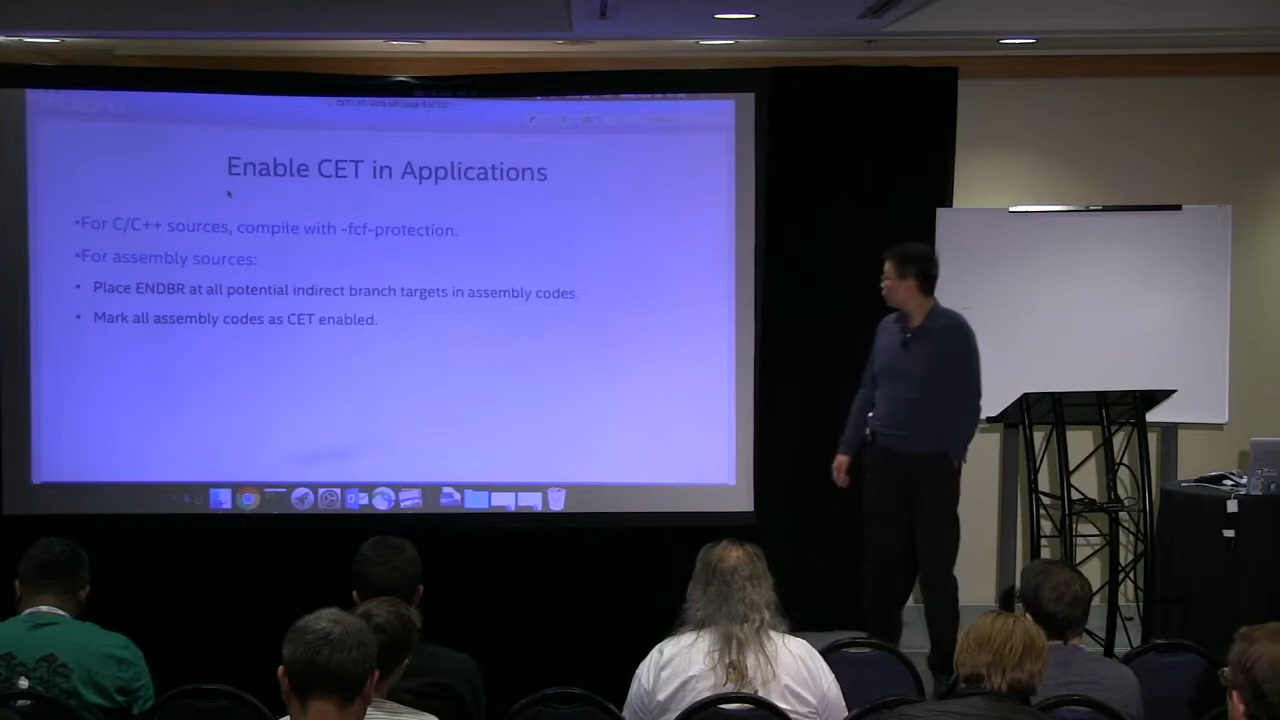 Enable CET in Applications
•For C/C++ sources, compile with -fcf-protection.
•For assembly sources:
• Place ENDBR at all potential indirect branch targets in assembly codes.
• Mark all assembly codes as CET enabled.